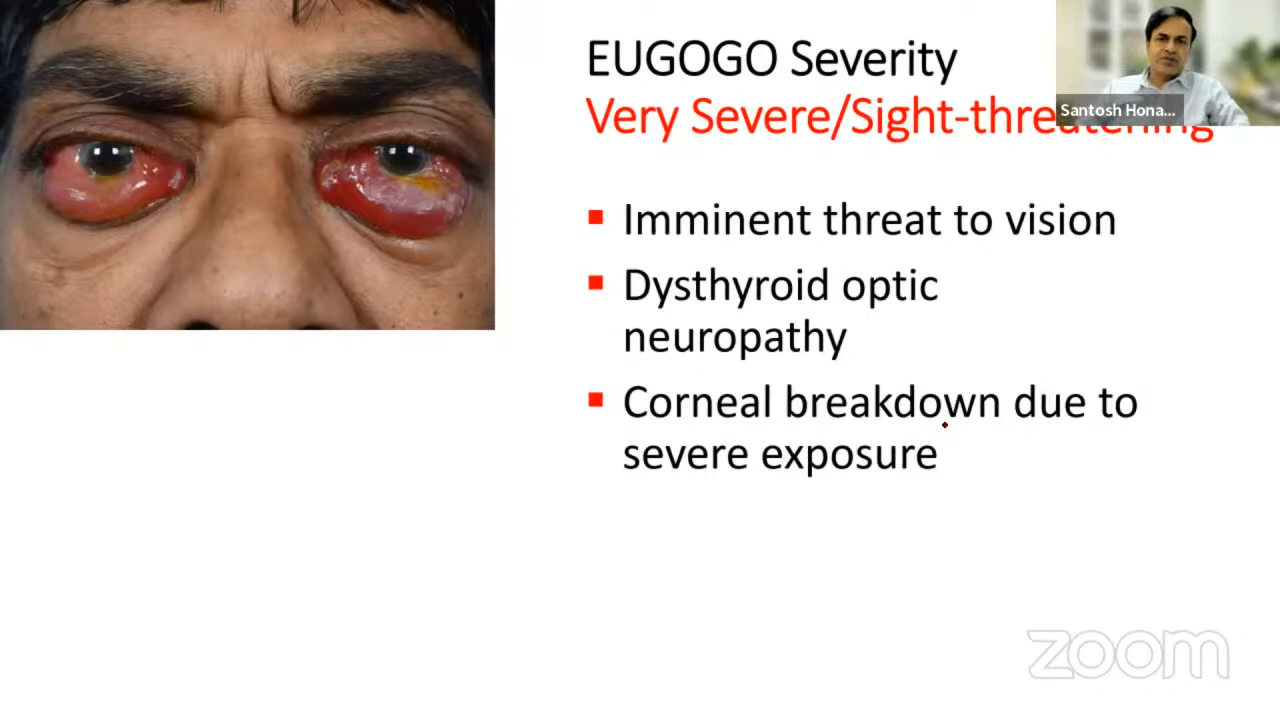 EUGOGO Severity
Very Severe/Sight-threatening
Santosh Hona...
▪ Imminent threat to vision
▪ Dysthyroid optic
neuropathy
▪ Corneal breakdown due to
severe exposure
zoom